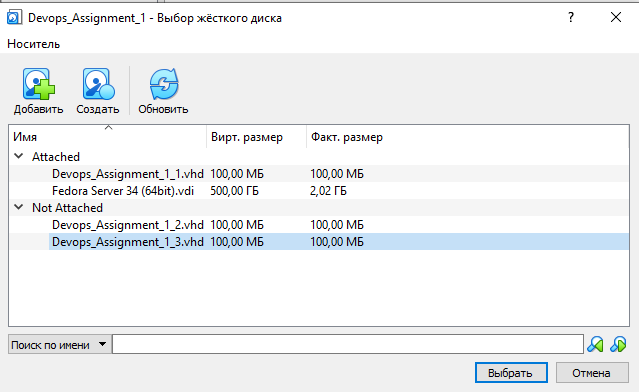 Devops_Assignment_1 - Выбор жёсткого диска
Носитель
Добавить Создать Обновить
Имя Вирт. размер Факт. размер
Attached
Devops_Assignment_1_1.vhd 100,00 МБ 100,00 МБ
Fedora Server 34 (64bit).vdi 500,00 ГБ 2,02 ГБ
Not Attached
Devops_Assignment_1_2.vhd 100,00 МБ 100,00 МБ
Devops_Assignment_1_3.vhd 100,00 МБ 100,00 МБ
Поиск по имени
Выбрать Отмена